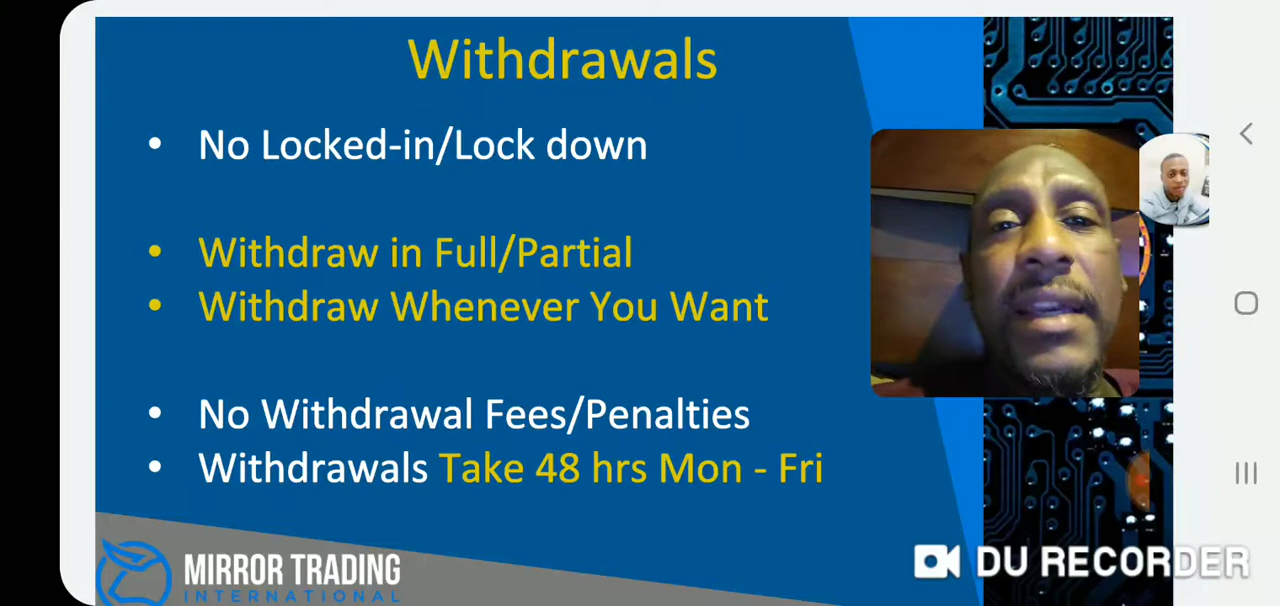 Withdrawals
• No Locked-in/Lock down
• Withdraw in Full/Partial
• Withdraw Whenever You Want
• No Withdrawal Fees/Penalties
• Withdrawals Take 48 hrs Mon - Fri
MIRROR TRADING
INTERNATIONAL
DU RECORDER